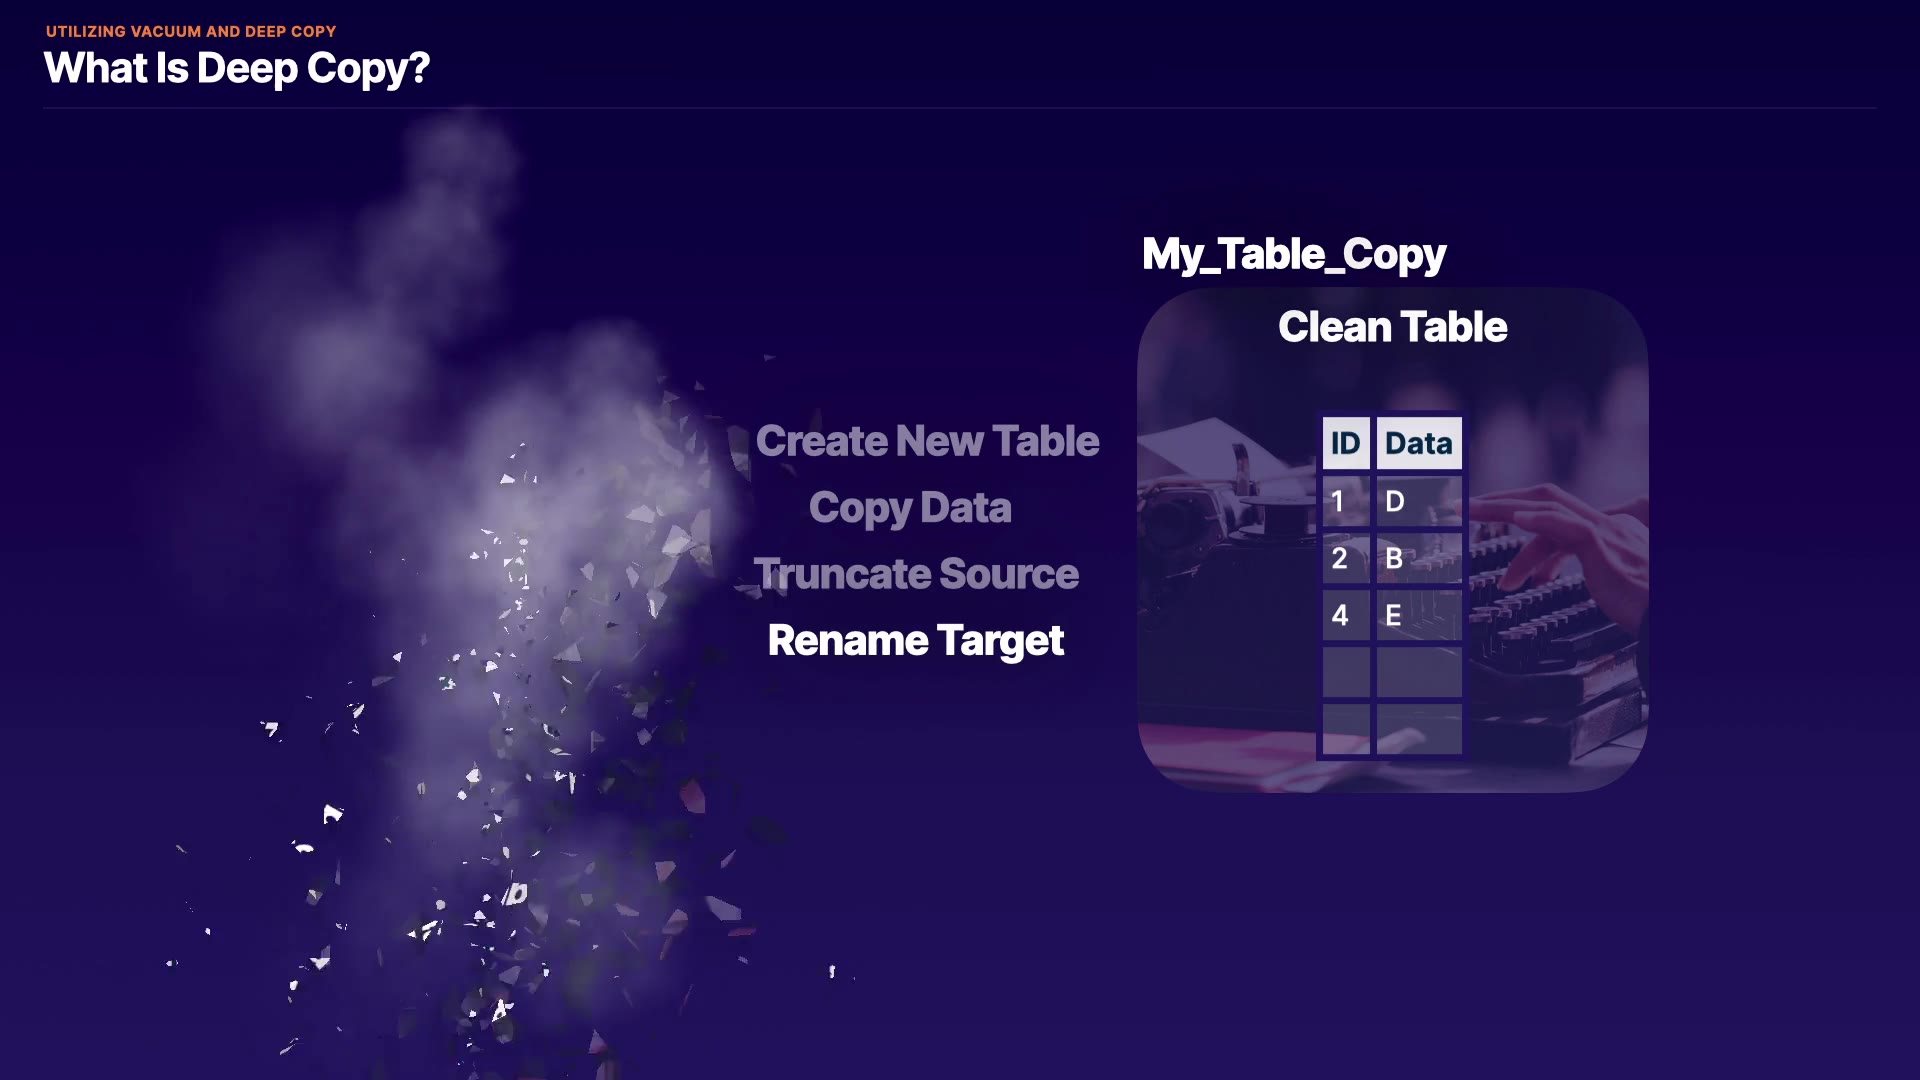 UTILIZING VACUUM AND DEEP COPY
What Is Deep Copy?
Create New Table
Copy Data
Truncate Source
Rename Target
My_Table_Copy
Clean Table
ID Data
1 D
2 B
4 E